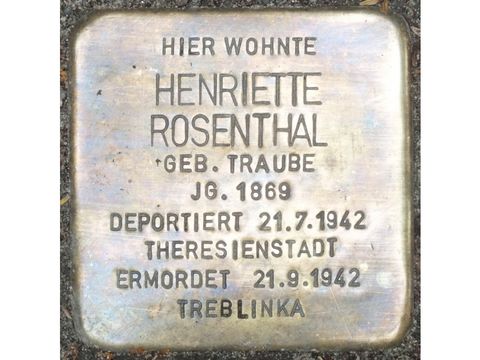 HIER WOHNTE
HENRIETTE
ROSENTHAL
GEB. TRAUBE
JG. 1869
DEPORTIERT 21.7.1942
THERESIENSTADT
ERMORDET 21.9.1942
TREBLINKA